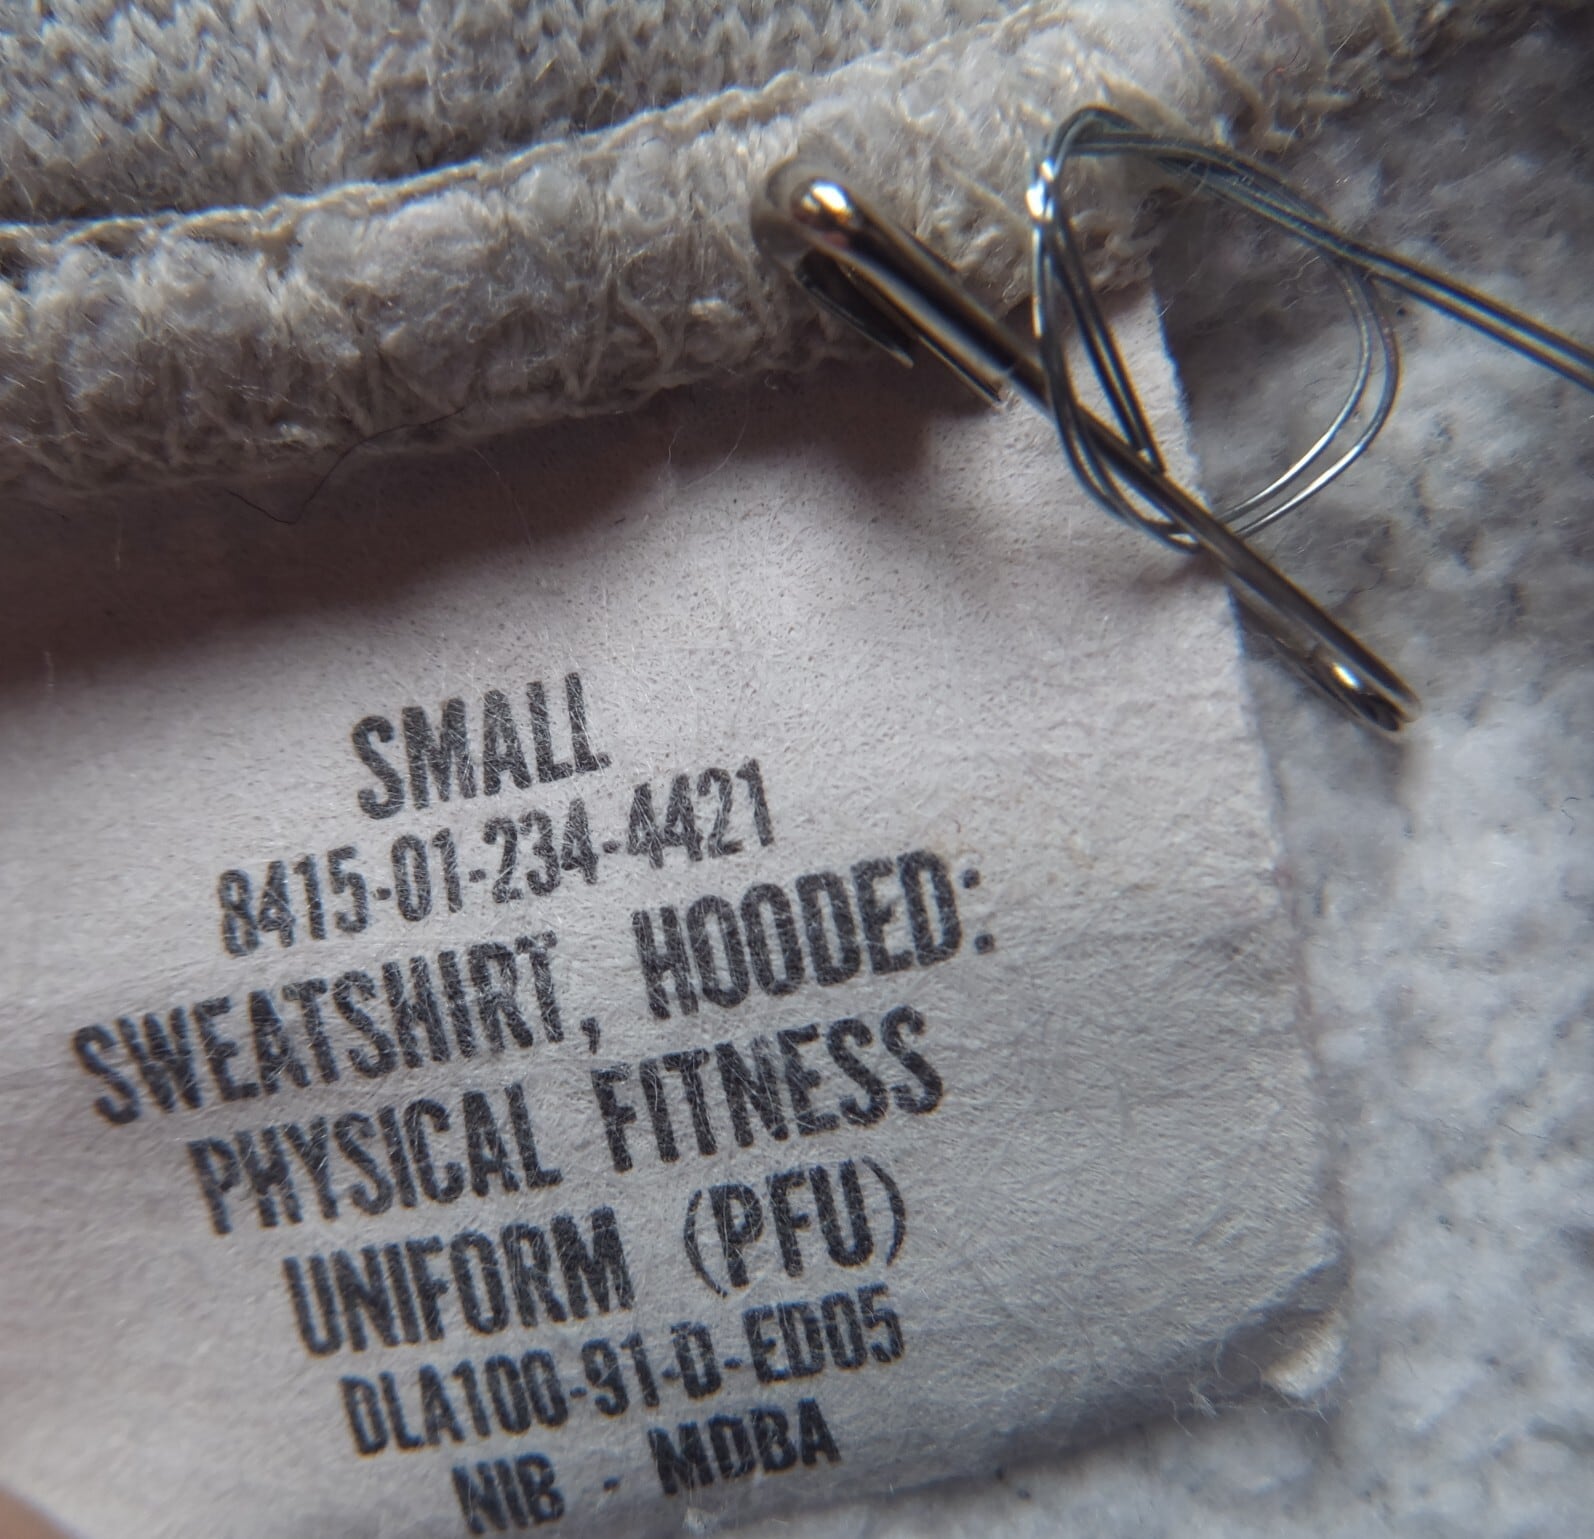 SMALL
8415-01-234-4421
SWEATSHIRT, HOODED:
PHYSICAL FITNESS
UNIFORM (PFU)
DLA100-91-D-ED05
NIB - MDBA